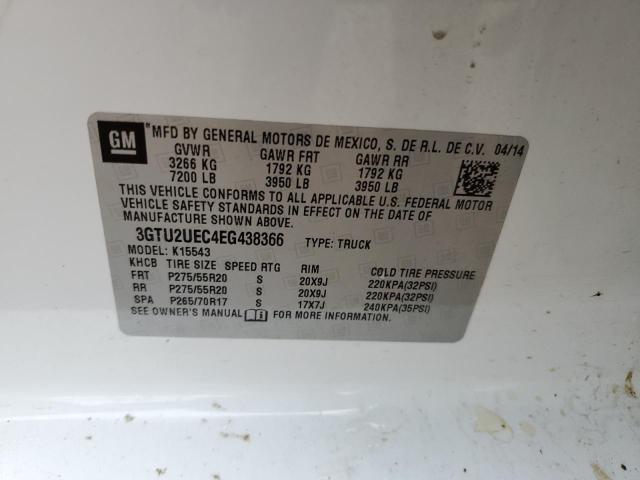 GM MFD BY GENERAL MOTORS DE MEXICO, S. DE R.L. DE C.V. 04/14
GVWR GAWR FRT GAWR RR
3266 KG 1792 KG 1792 KG
7200 LB 3950 LB 3950 LB
THIS VEHICLE CONFORMS TO ALL APPLICABLE U.S. FEDERAL MOTOR
VEHICLE SAFETY STANDARDS IN EFFECT ON THE DATE OF
MANUFACTURE SHOWN ABOVE.
3GTU2UEC4EG438366 TYPE: TRUCK
MODEL: K15543
KHCB TIRE SIZE SPEED RTG RIM COLD TIRE PRESSURE
FRT P275/55R20 S 20X9J 220KPA(32PSI)
RR P275/55R20 S 20X9J 220KPA(32PSI)
SPA P265/70R17 S 17X7J 240KPA(35PSI)
SEE OWNER'S MANUAL FOR MORE INFORMATION.